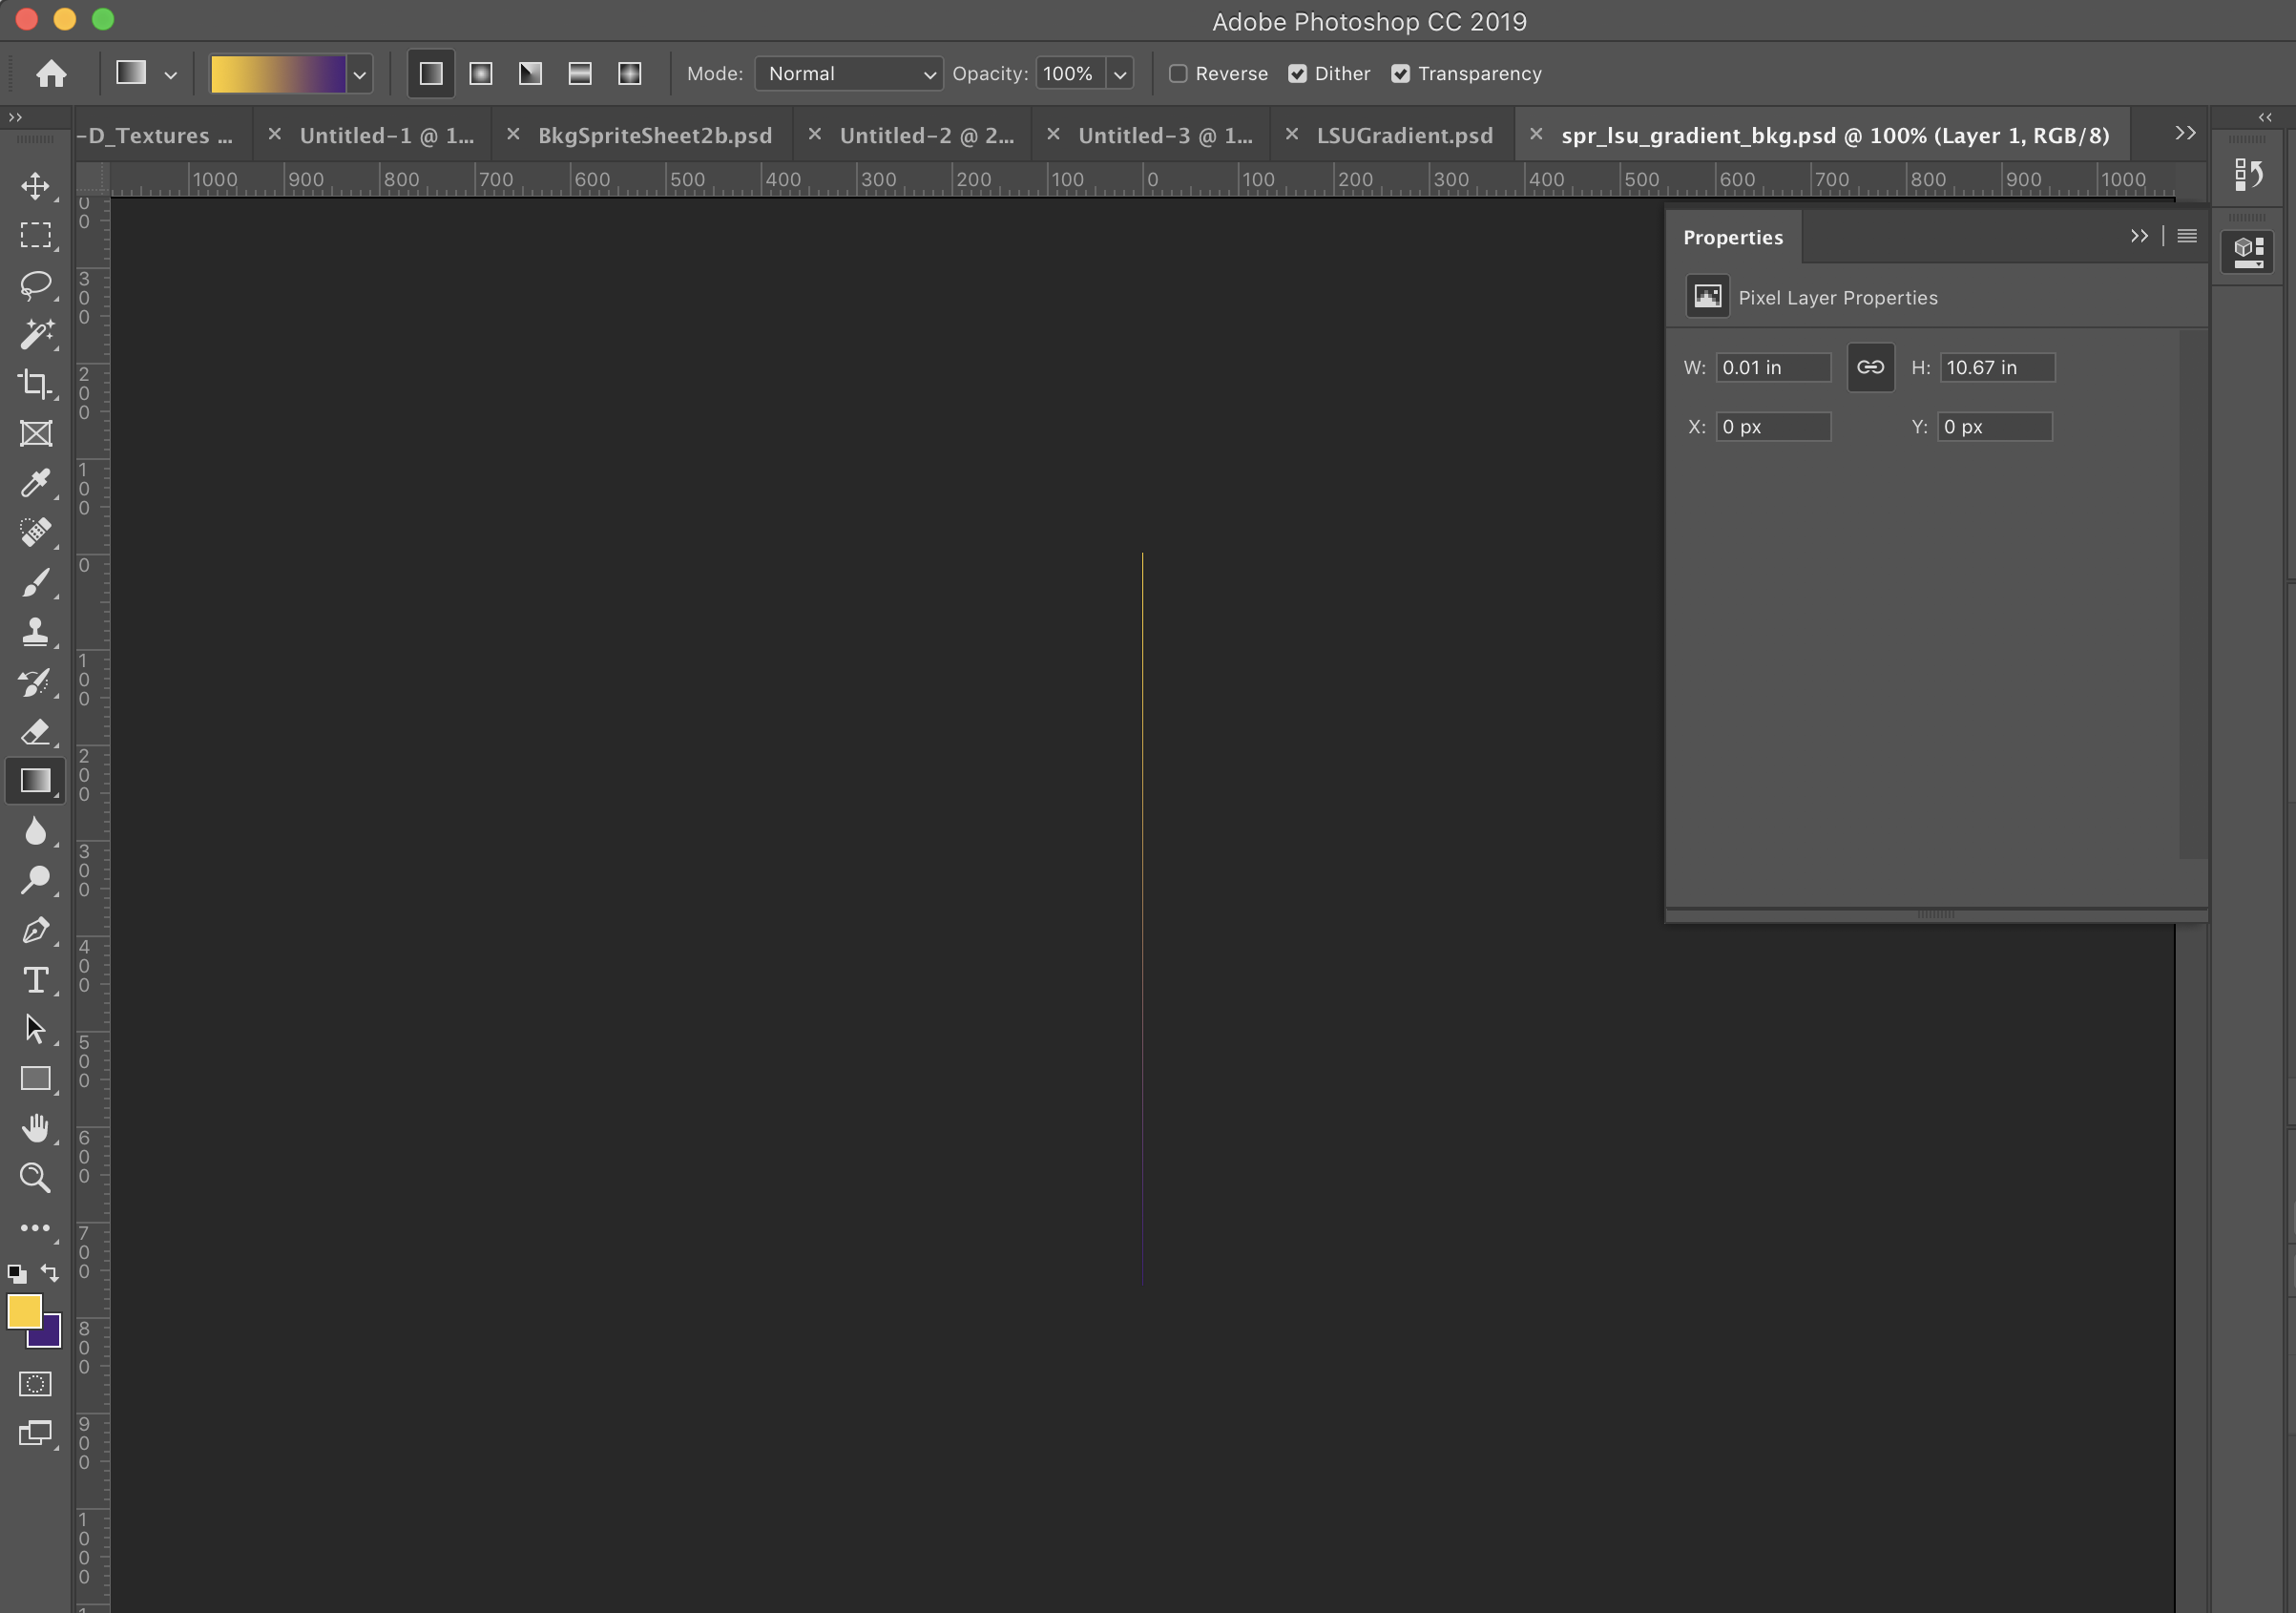 Adobe Photoshop CC 2019
Mode: Normal Opacity: 100% Reverse Dither Transparency
-D_Textures ... × Untitled-1 @ 1... × BkgSpriteSheet2b.psd × Untitled-2 @ 2... × Untitled-3 @ 1... × LSUGradient.psd × spr_lsu_gradient_bkg.psd @ 100% (Layer 1, RGB/8)
1000 900 800 700 600 500 400 300 200 100 0 100 200 300 400 500 600 700 800 900 1000
Properties
Pixel Layer Properties
W: 0.01 in H: 10.67 in
X: 0 px Y: 0 px
300
200
100
0
100
200
300
400
500
600
700
800
900
1000